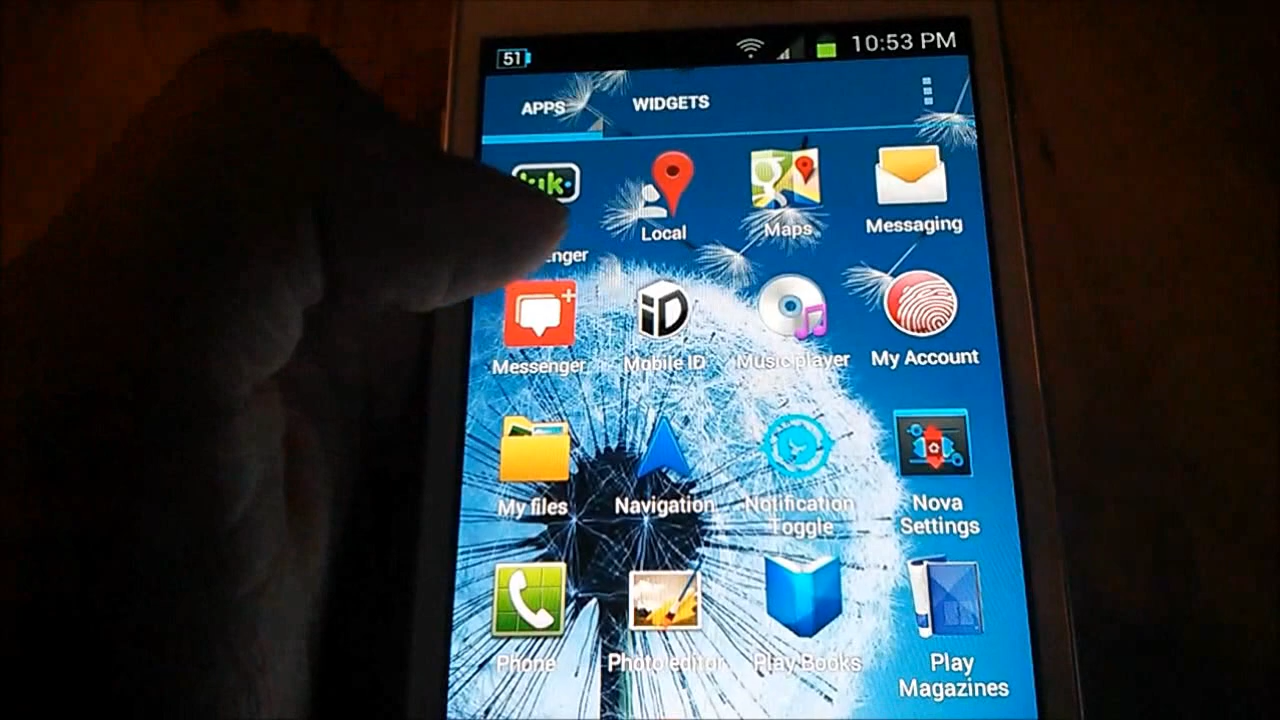 51 10:53 PM
APPS WIDGETS
Local Maps Messaging
Messenger Mobile ID Music player My Account
My files Navigation Notification Toggle Nova Settings
Phone Photo editor Play Books Play Magazines